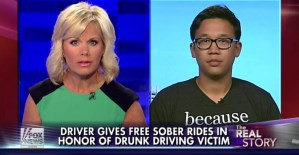 because
DRIVER GIVES FREE SOBER RIDES IN
HONOR OF DRUNK DRIVING VICTIM
The REAL
STORY
FOX
NEWS